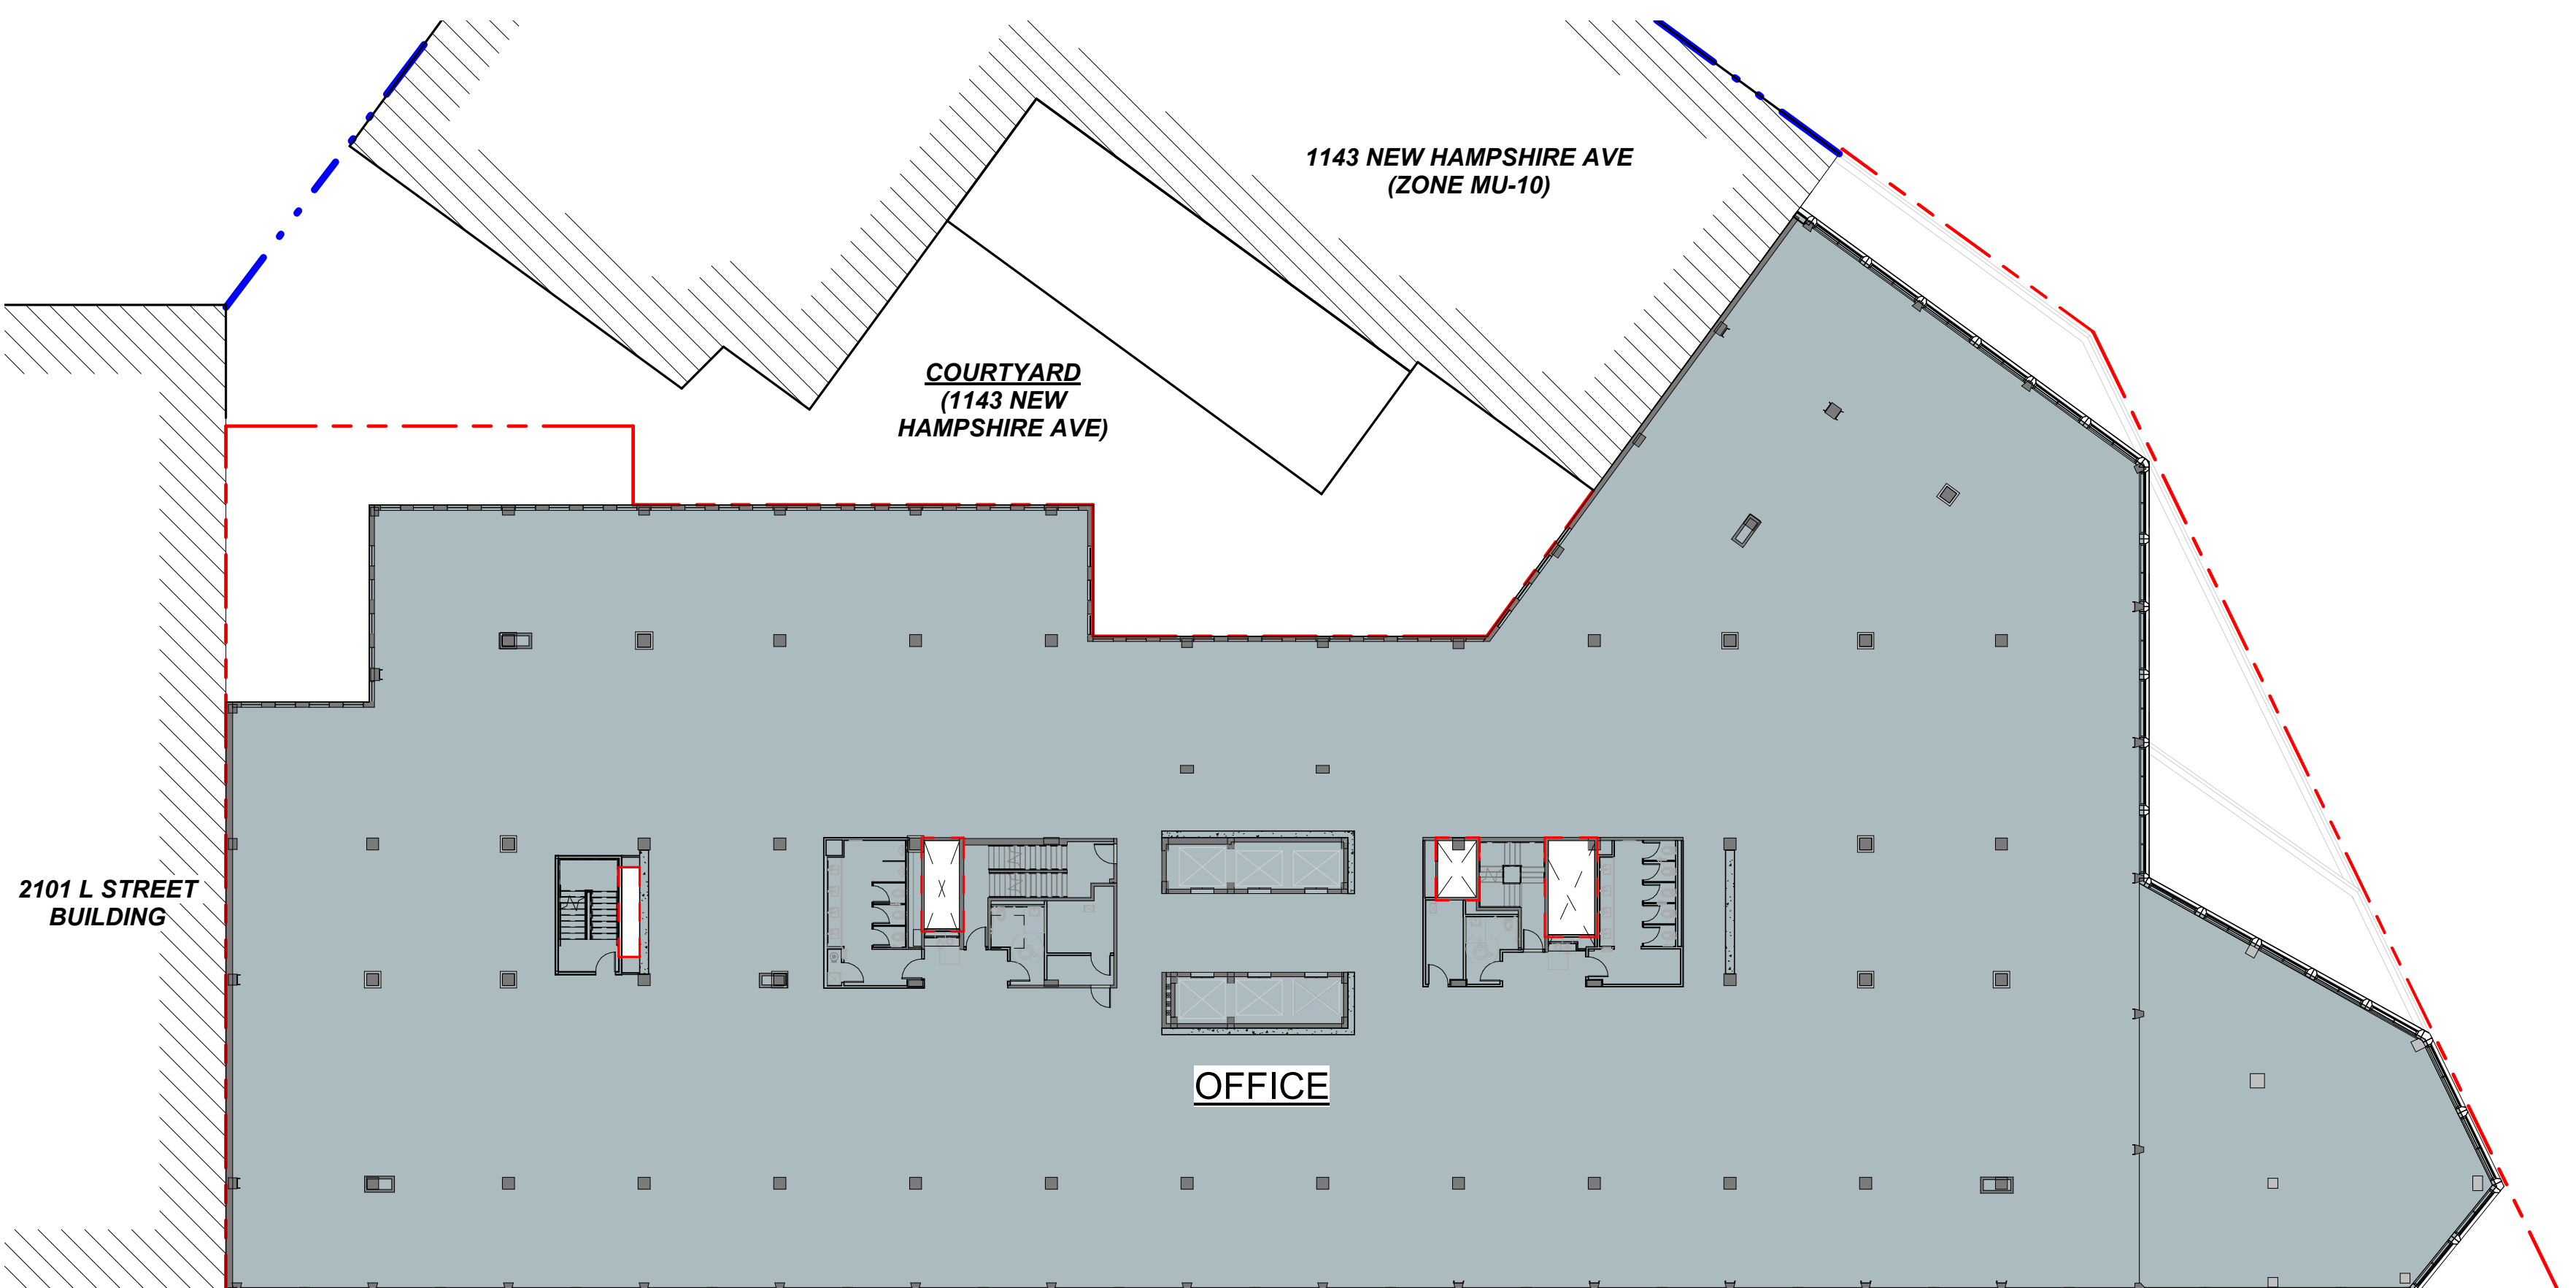 1143 NEW HAMPSHIRE AVE
(ZONE MU-10)
COURTYARD
(1143 NEW
HAMPSHIRE AVE)
2101 L STREET
BUILDING
OFFICE